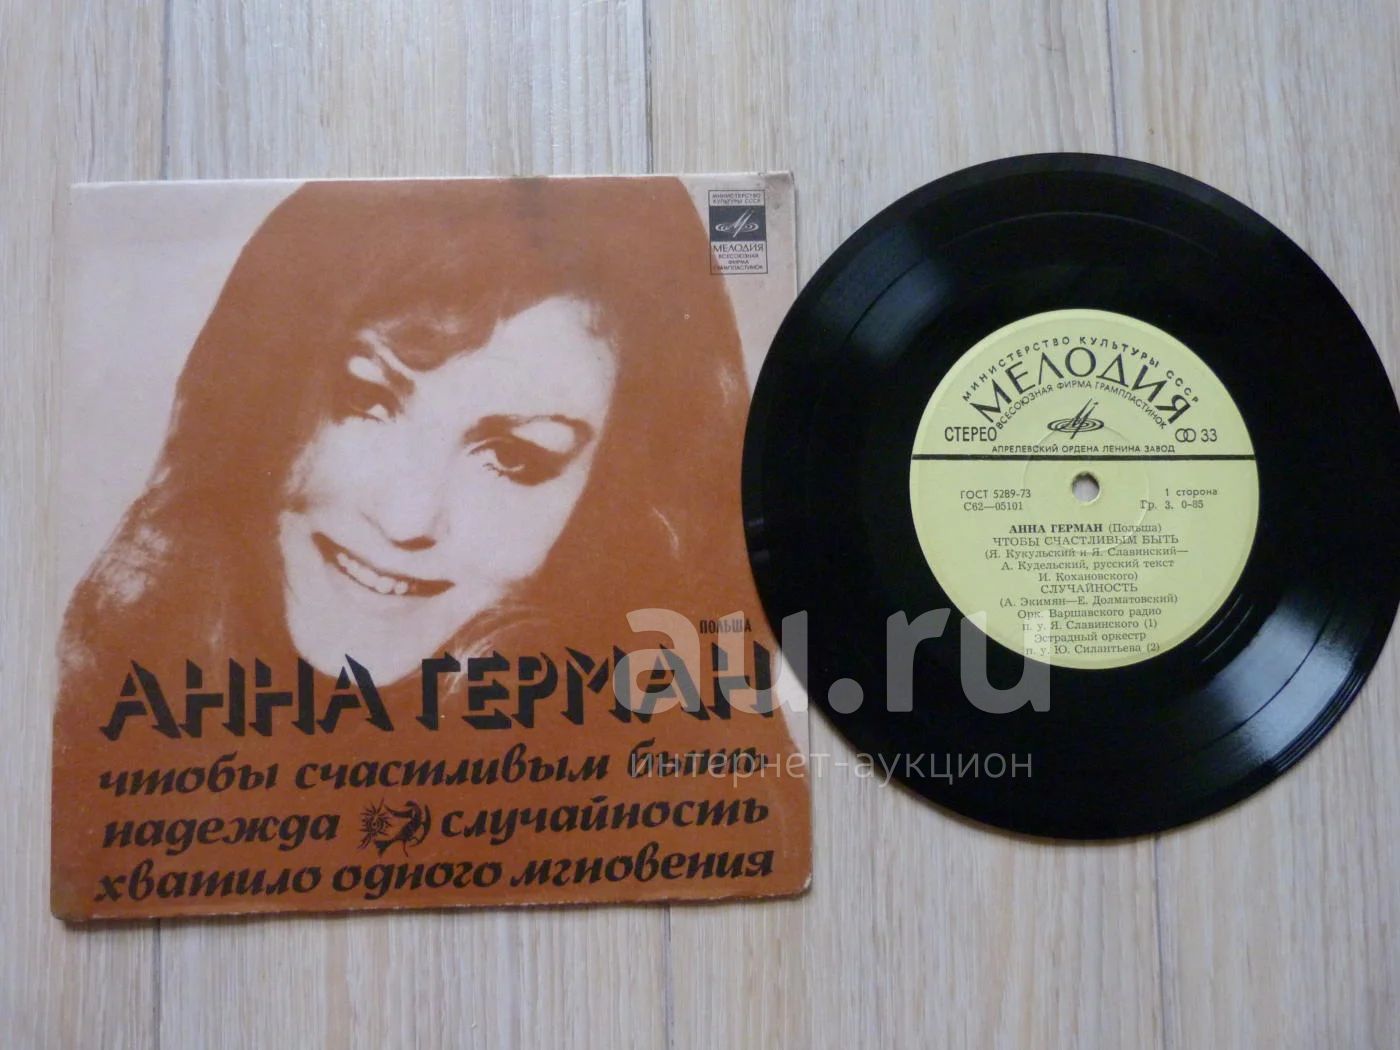 МИНИСТЕРСТВО
КУЛЬТУРЫ СССР
МЕЛОДИЯ
ВСЕСОЮЗНАЯ
ФИРМА
ГРАМПЛАСТИНОК
ПОЛЬША
АННА ГЕРМАН
чтобы счастливым быть
надежда случайность
хватило одного мгновения
МИНИСТЕРСТВО КУЛЬТУРЫ СССР
МЕЛОДИЯ
ВСЕСОЮЗНАЯ ФИРМА ГРАМПЛАСТИНОК
СТЕРЕО 33
АПРЕЛЕВСКИЙ ОРДЕНА ЛЕНИНА ЗАВОД
ГОСТ 5289-73 1 сторона
С62—05101 Гр. 3. 0-85
АННА ГЕРМАН (Польша)
ЧТОБЫ СЧАСТЛИВЫМ БЫТЬ
(Я. Кукульский и Я. Славинский—
А. Кудельский, русский текст
И. Кохановского)
СЛУЧАЙНОСТЬ
(А. Экимян—Е. Долматовский)
Орк. Варшавского радио
п. у. Я. Славинского (1)
Эстрадный оркестр
п. у. Ю. Силантьева (2)
au.ru
интернет-аукцион